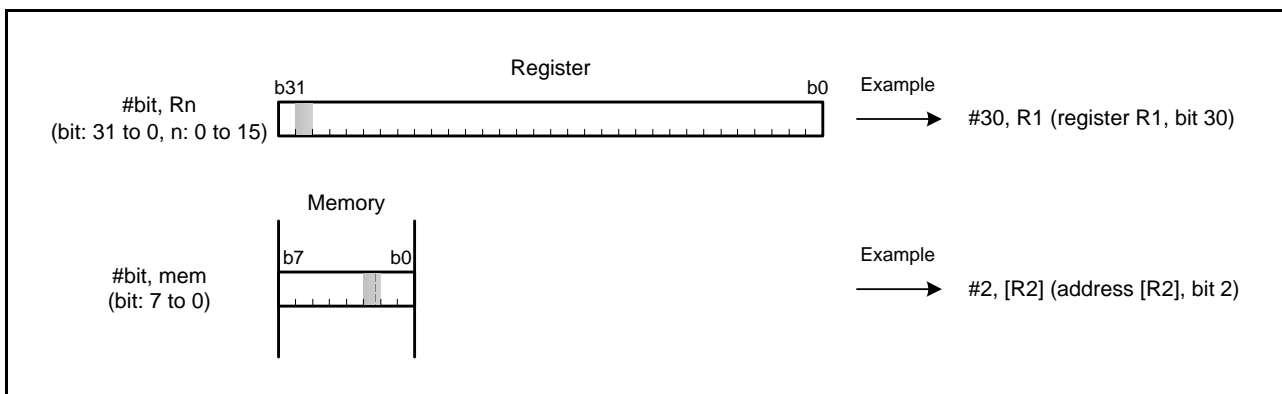 Register
b31 b0
#bit, Rn
(bit: 31 to 0, n: 0 to 15)
Example
#30, R1 (register R1, bit 30)
Memory
b7 b0
#bit, mem
(bit: 7 to 0)
Example
#2, [R2] (address [R2], bit 2)